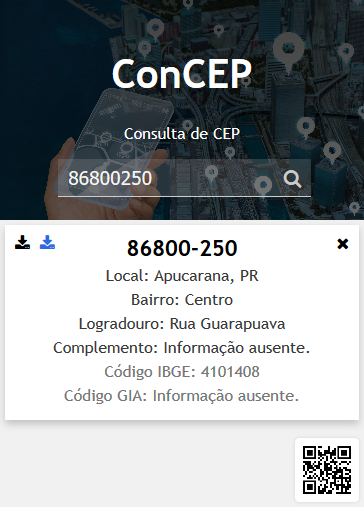 ConCEP
Consulta de CEP
86800250
86800-250
Local: Apucarana, PR
Bairro: Centro
Logradouro: Rua Guarapuava
Complemento: Informação ausente.
Código IBGE: 4101408
Código GIA: Informação ausente.